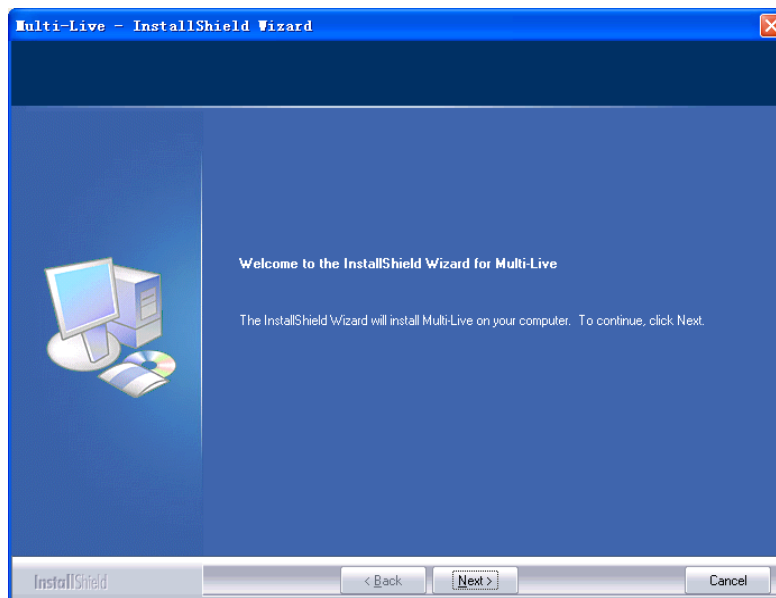 Multi-Live - InstallShield Wizard
Welcome to the InstallShield Wizard for Multi-Live
The InstallShield Wizard will install Multi-Live on your computer. To continue, click Next.
InstallShield
< Back
Next >
Cancel